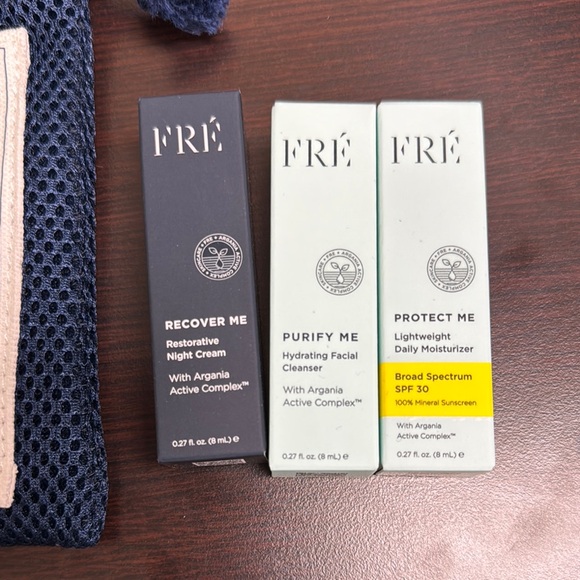 FRÉ
RECOVER ME
Restorative
Night Cream
With Argania
Active Complex™
0.27 fl. oz. (8 mL) e
FRÉ
PURIFY ME
Hydrating Facial
Cleanser
With Argania
Active Complex™
0.27 fl. oz. (8 mL) e
FRÉ
PROTECT ME
Lightweight
Daily Moisturizer
Broad Spectrum
SPF 30
100% Mineral Sunscreen
With Argania
Active Complex™
0.27 fl. oz. (8 mL) e